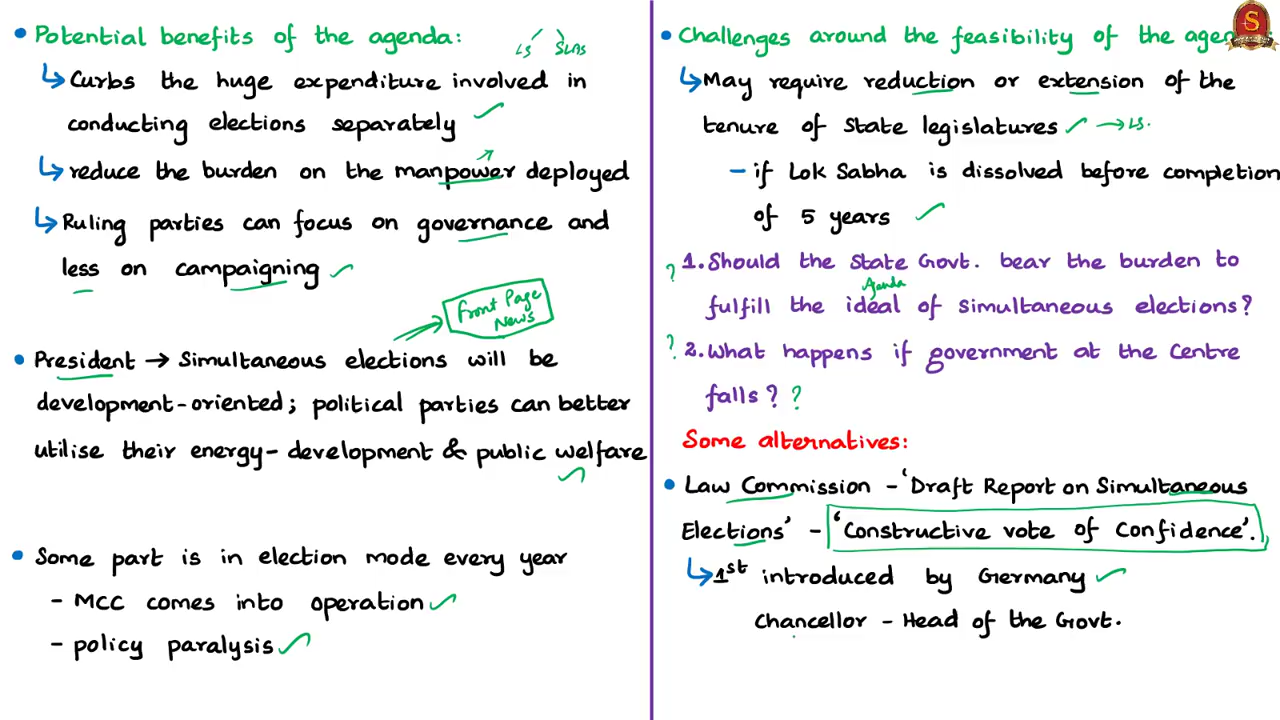 • Potential benefits of the agenda:
LS SLAs
↳ Curbs the huge expenditure involved in
conducting elections separately
↳ reduce the burden on the manpower deployed
↳ Ruling parties can focus on governance and
less on campaigning
Front Page
News
• President → Simultaneous elections will be
development-oriented; political parties can better
utilise their energy - development & public welfare
• Some part is in election mode every year
- MCC comes into operation
- policy paralysis
• Challenges around the feasibility of the agen
↳ May require reduction or extension of the
tenure of State legislatures → LS.
- if Lok Sabha is dissolved before completion
of 5 years
? 1. Should the State Govt. bear the burden to
Agenda
fulfill the ideal of simultaneous elections?
? 2. What happens if government at the Centre
falls? ?
Some alternatives:
• Law Commission - 'Draft Report on Simultaneous
Elections' - 'Constructive vote of Confidence'.
↳ 1st introduced by Germany
Chancellor - Head of the Govt.
S